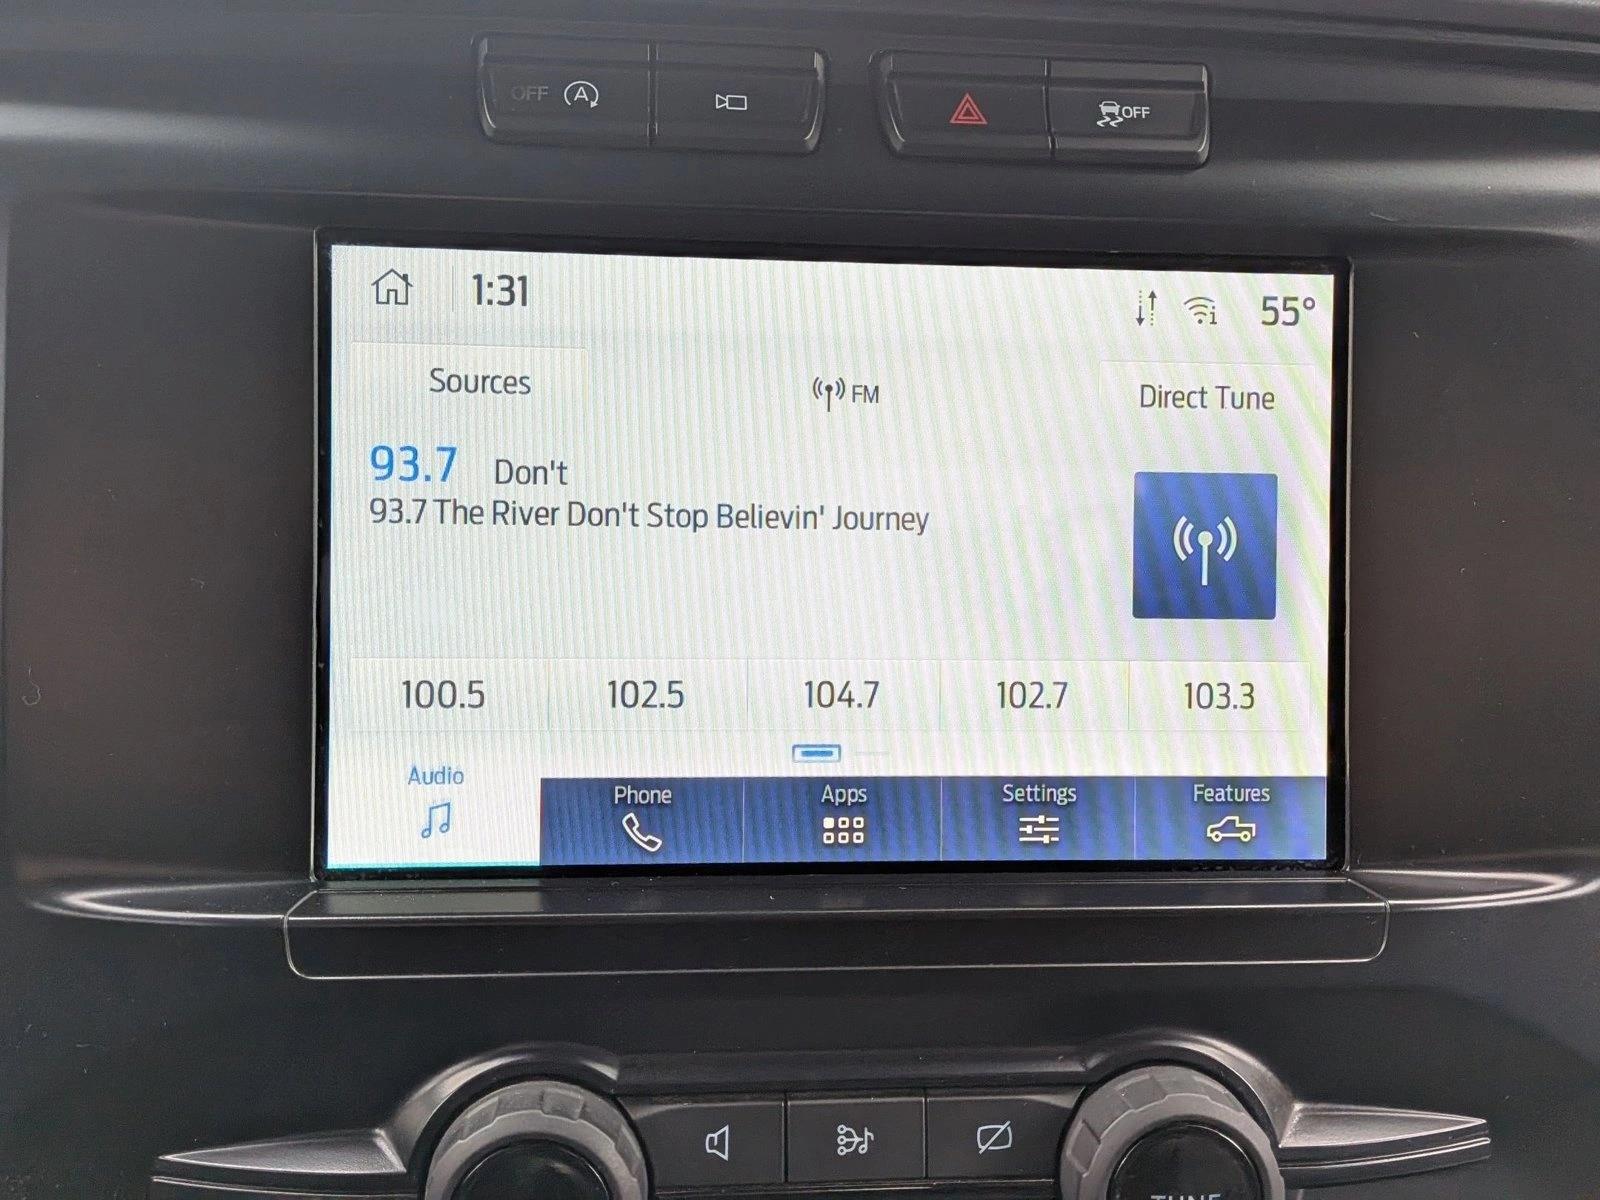 OFF A
OFF
1:31
55°
Sources
FM
Direct Tune
93.7 Don't
93.7 The River Don't Stop Believin' Journey
100.5 102.5 104.7 102.7 103.3
Audio Phone Apps Settings Features
TUNE